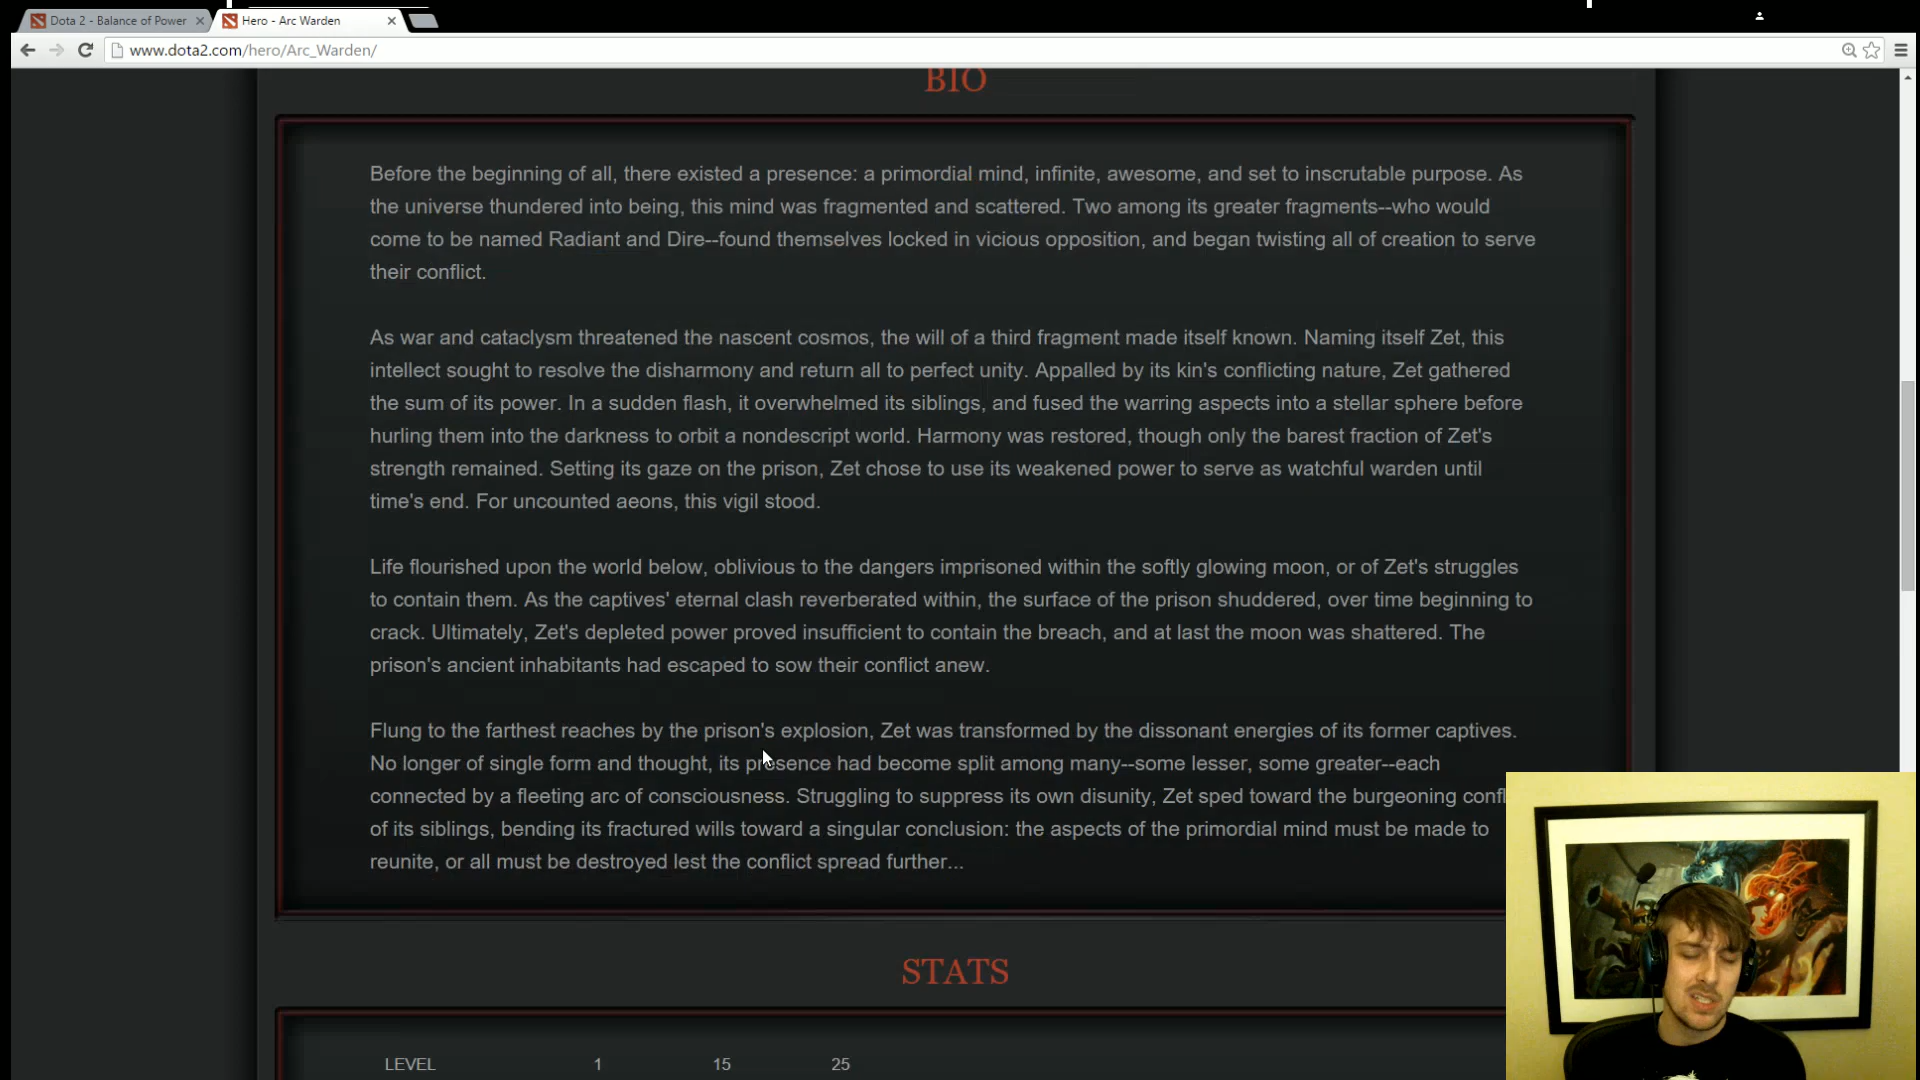 Dota 2 - Balance of Power
Hero - Arc Warden
www.dota2.com/hero/Arc_Warden/
BIO
Before the beginning of all, there existed a presence: a primordial mind, infinite, awesome, and set to inscrutable purpose. As
the universe thundered into being, this mind was fragmented and scattered. Two among its greater fragments--who would
come to be named Radiant and Dire--found themselves locked in vicious opposition, and began twisting all of creation to serve
their conflict.
As war and cataclysm threatened the nascent cosmos, the will of a third fragment made itself known. Naming itself Zet, this
intellect sought to resolve the disharmony and return all to perfect unity. Appalled by its kin's conflicting nature, Zet gathered
the sum of its power. In a sudden flash, it overwhelmed its siblings, and fused the warring aspects into a stellar sphere before
hurling them into the darkness to orbit a nondescript world. Harmony was restored, though only the barest fraction of Zet's
strength remained. Setting its gaze on the prison, Zet chose to use its weakened power to serve as watchful warden until
time's end. For uncounted aeons, this vigil stood.
Life flourished upon the world below, oblivious to the dangers imprisoned within the softly glowing moon, or of Zet's struggles
to contain them. As the captives' eternal clash reverberated within, the surface of the prison shuddered, over time beginning to
crack. Ultimately, Zet's depleted power proved insufficient to contain the breach, and at last the moon was shattered. The
prison's ancient inhabitants had escaped to sow their conflict anew.
Flung to the farthest reaches by the prison's explosion, Zet was transformed by the dissonant energies of its former captives.
No longer of single form and thought, its presence had become split among many--some lesser, some greater--each
connected by a fleeting arc of consciousness. Struggling to suppress its own disunity, Zet sped toward the burgeoning confl
of its siblings, bending its fractured wills toward a singular conclusion: the aspects of the primordial mind must be made to
reunite, or all must be destroyed lest the conflict spread further...
STATS
LEVEL 1 15 25